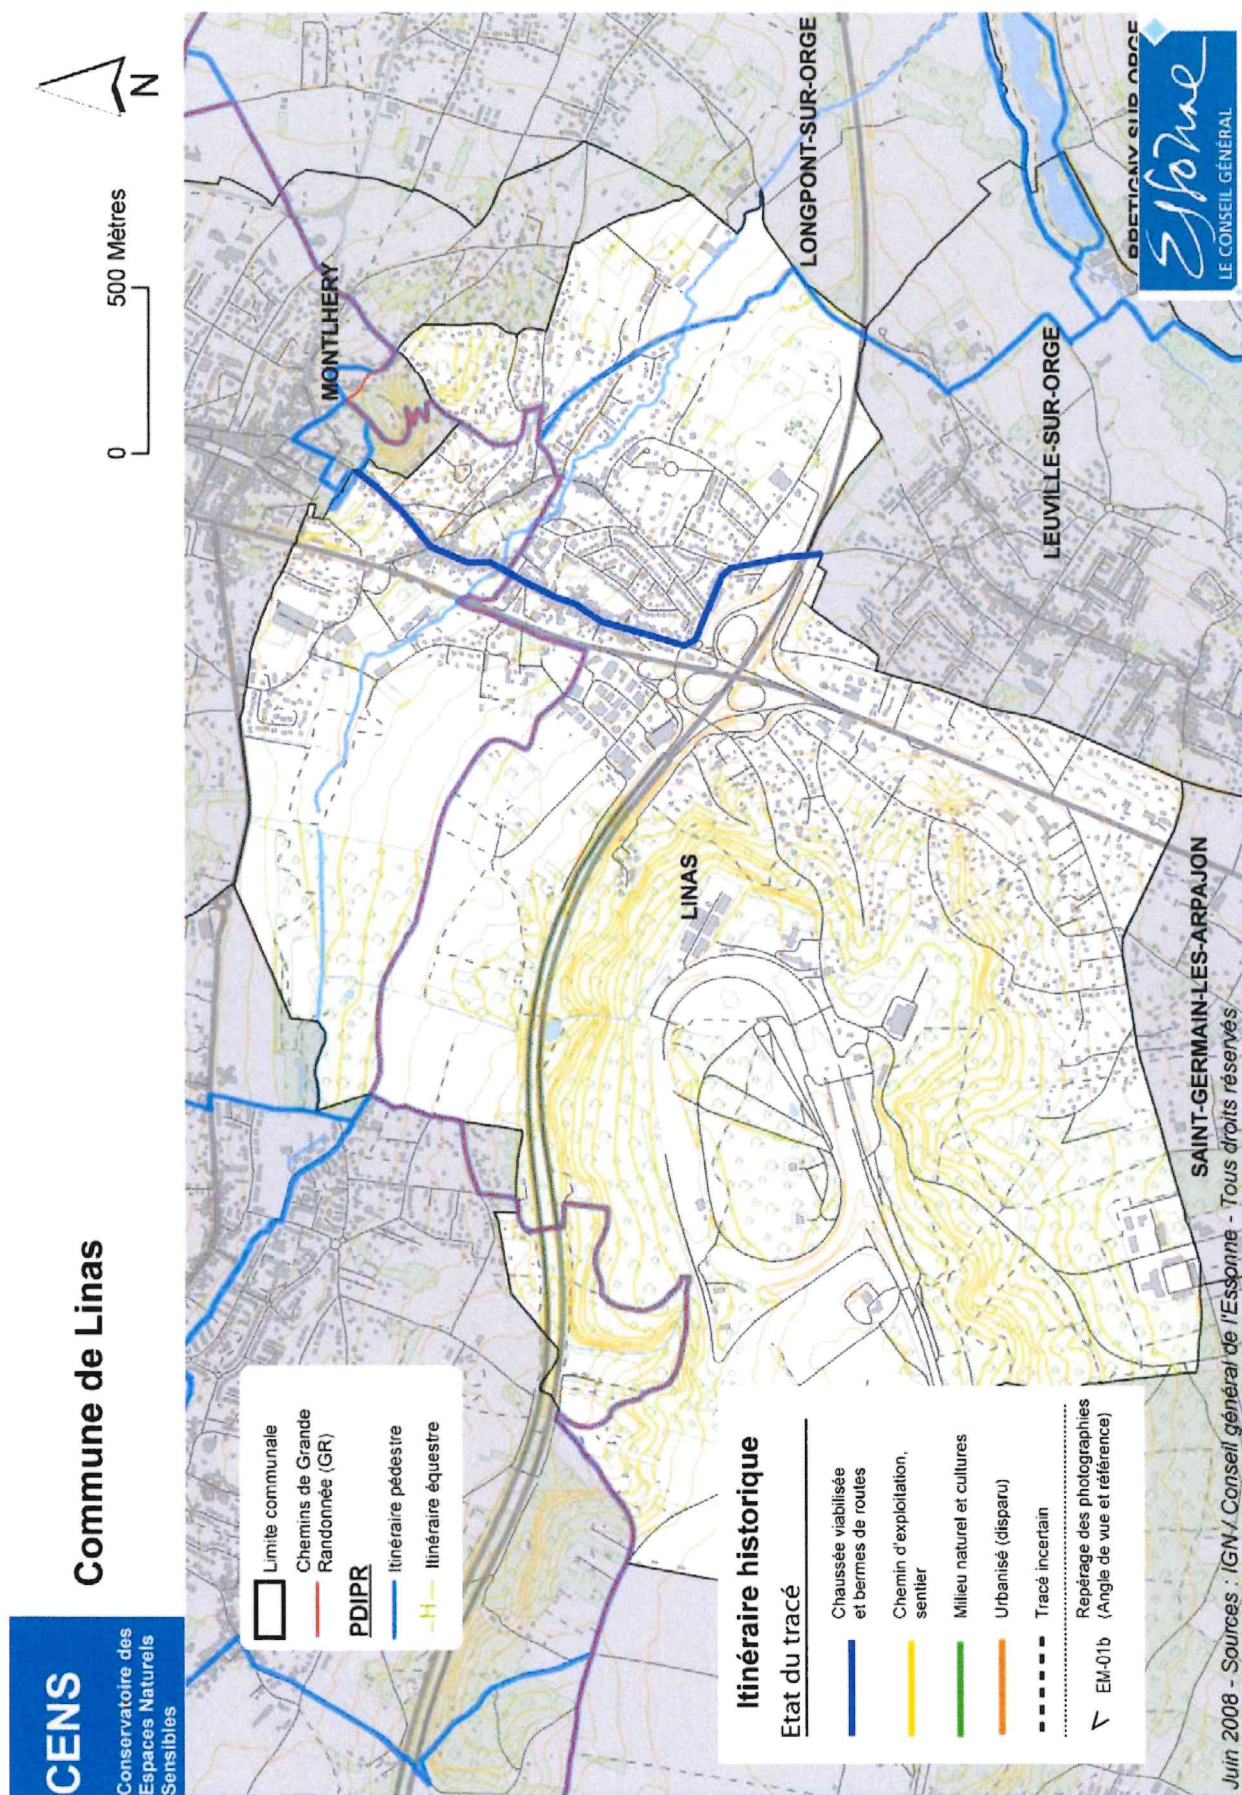 CENS
Conservatoire des
Espaces Naturels
Sensibles
Commune de Linas
0 500 Mètres
N
Limite communale
Chemins de Grande
Randonnée (GR)
PDIPR
Itinéraire pédestre
-H- Itinéraire équestre
MONTLHERY
LONGPONT-SUR-ORGE
LINAS
LEUVILLE-SUR-ORGE
BRETIGNY-SUR-ORGE
SAINT-GERMAIN-LES-ARPAJON
Itinéraire historique
Etat du tracé
Chaussée viabilisée
et bermes de routes
Chemin d'exploitation,
sentier
Milieu naturel et cultures
Urbanisé (disparu)
Tracé incertain
EM-01b
Repérage des photographies
(Angle de vue et référence)
Essonne
LE CONSEIL GÉNÉRAL
Juin 2008 - Sources : IGN / Conseil général de l'Essonne - Tous droits réservés